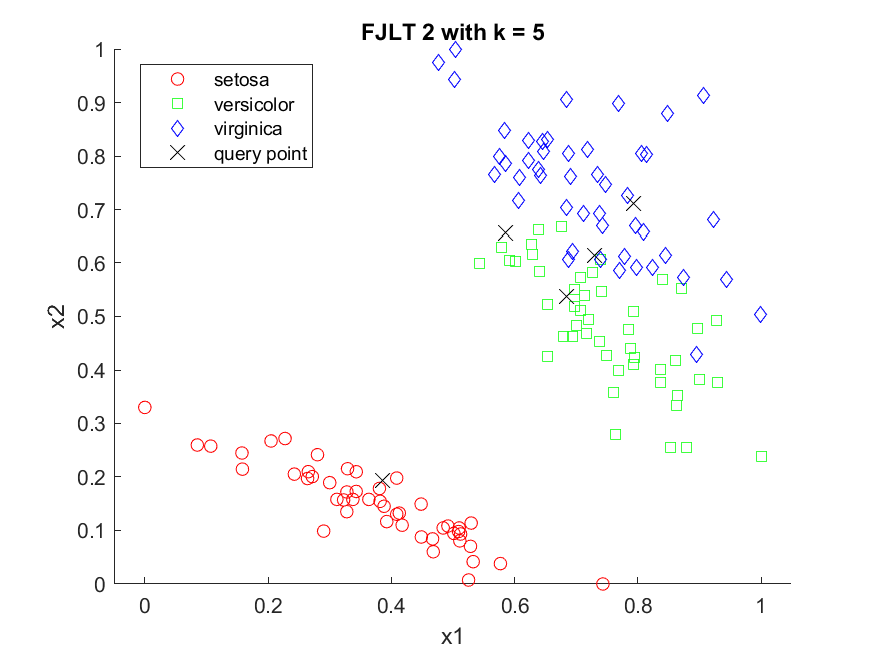 FJLT 2 with k = 5
setosa
versicolor
virginica
query point
1
0.9
0.8
0.7
0.6
0.5
0.4
0.3
0.2
0.1
0
x2
0 0.2 0.4 0.6 0.8 1
x1